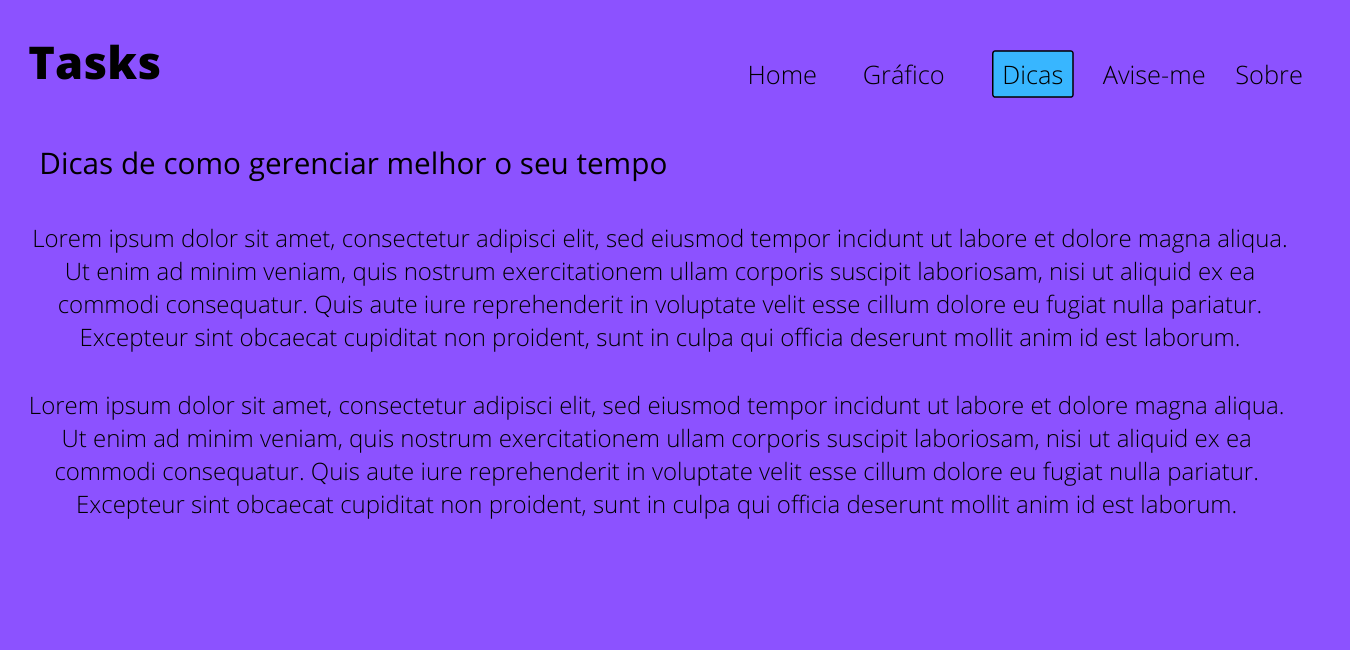 Tasks
Home Gráfico Dicas Avise-me Sobre
Dicas de como gerenciar melhor o seu tempo
Lorem ipsum dolor sit amet, consectetur adipisci elit, sed eiusmod tempor incidunt ut labore et dolore magna aliqua.
Ut enim ad minim veniam, quis nostrum exercitationem ullam corporis suscipit laboriosam, nisi ut aliquid ex ea
commodi consequatur. Quis aute iure reprehenderit in voluptate velit esse cillum dolore eu fugiat nulla pariatur.
Excepteur sint obcaecat cupiditat non proident, sunt in culpa qui officia deserunt mollit anim id est laborum.
Lorem ipsum dolor sit amet, consectetur adipisci elit, sed eiusmod tempor incidunt ut labore et dolore magna aliqua.
Ut enim ad minim veniam, quis nostrum exercitationem ullam corporis suscipit laboriosam, nisi ut aliquid ex ea
commodi consequatur. Quis aute iure reprehenderit in voluptate velit esse cillum dolore eu fugiat nulla pariatur.
Excepteur sint obcaecat cupiditat non proident, sunt in culpa qui officia deserunt mollit anim id est laborum.